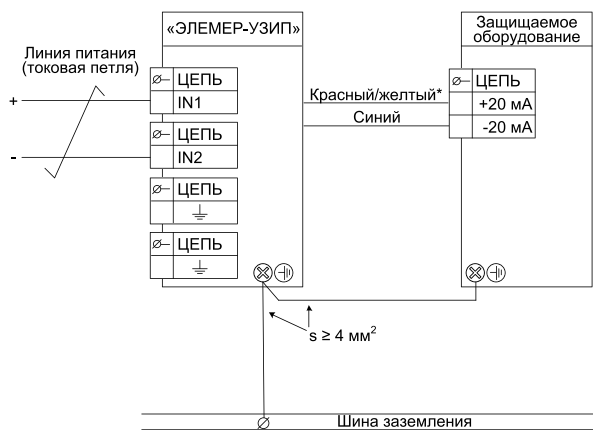 «ЭЛЕМЕР-УЗИП»
Защищаемое
оборудование
Линия питания
(токовая петля)
ЦЕПЬ
IN1
ЦЕПЬ
IN2
ЦЕПЬ
ЦЕПЬ
+
-
Красный/желтый*
Синий
ЦЕПЬ
+20 мА
-20 мА
s ≥ 4 мм²
Шина заземления